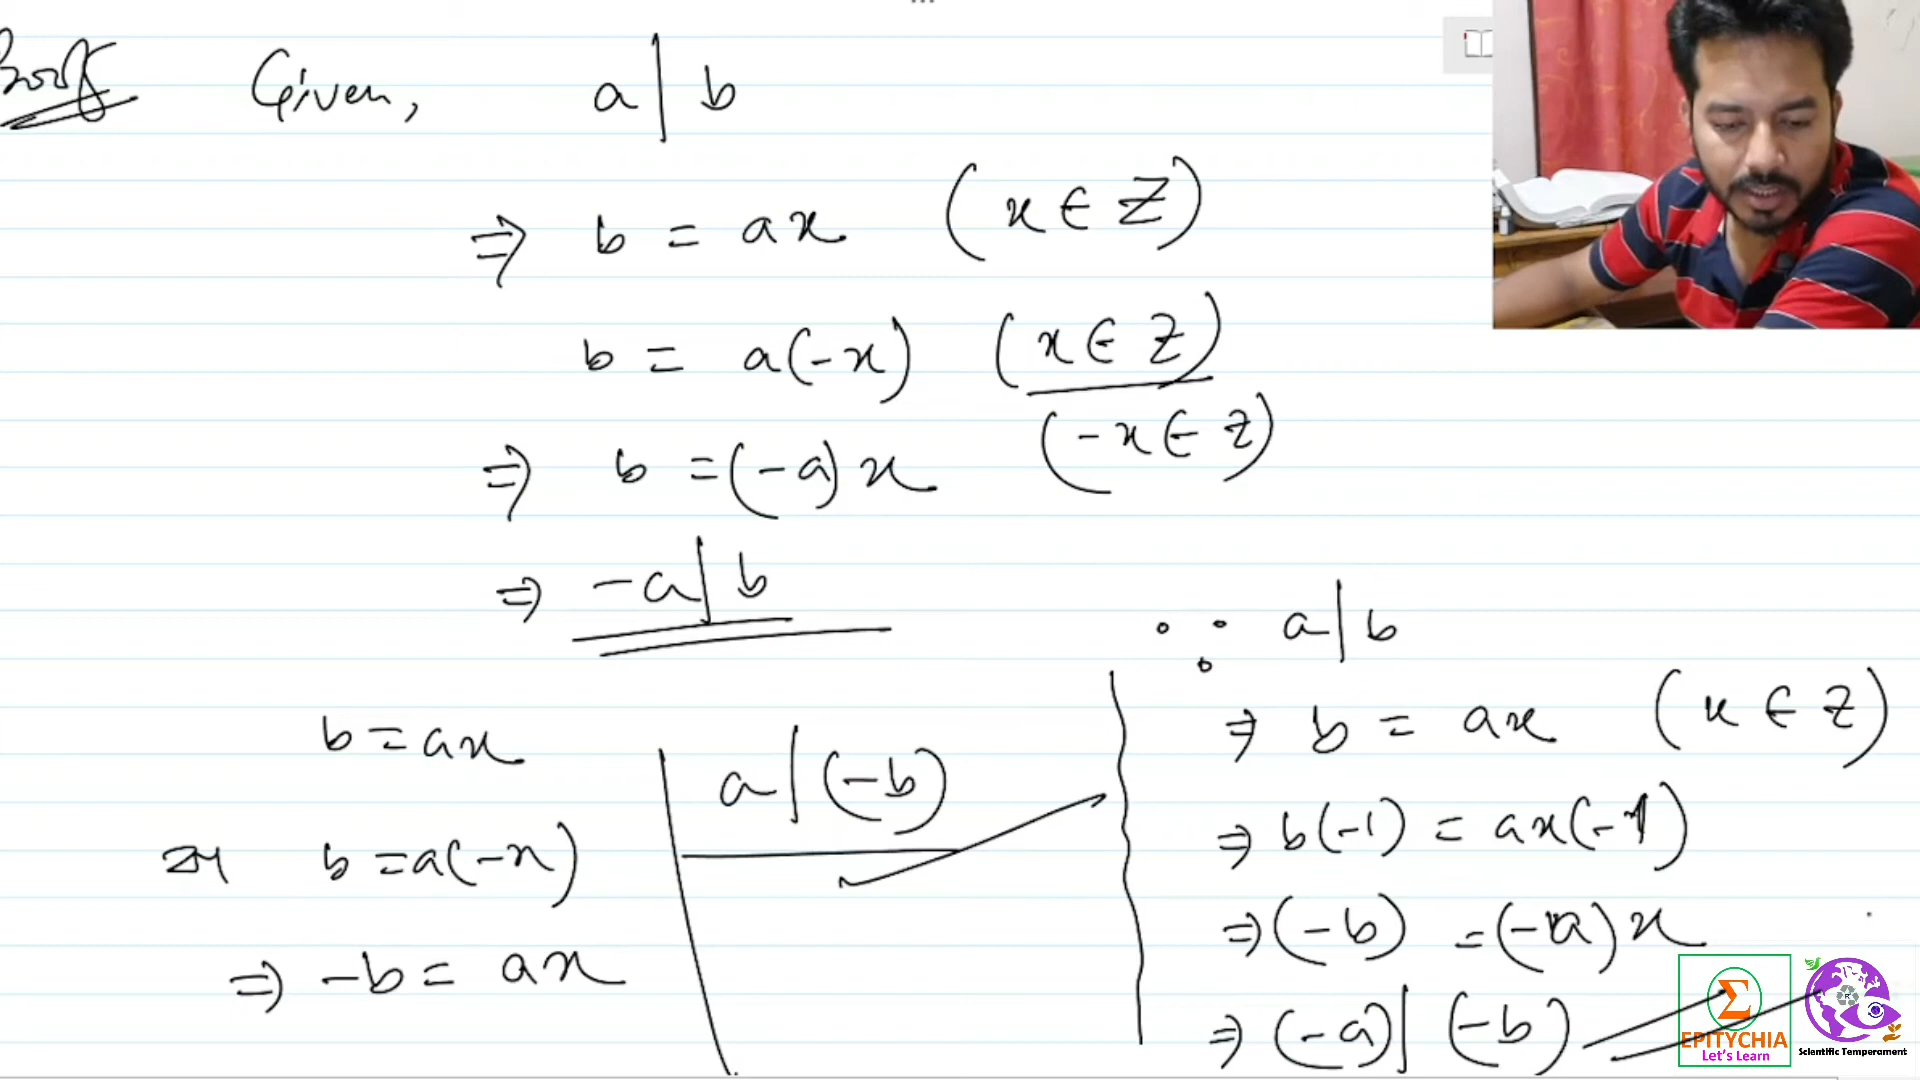 Proof Given, a | b
⇒ b = ax (x ∈ Z)
b = a(-x) (x ∈ Z)
(-x ∈ Z)
⇒ b = (-a)x
⇒ -a | b
b = ax
b = a(-x)
⇒ -b = ax
a | (-b)
∵ a | b
⇒ b = ax (x ∈ Z)
⇒ b(-1) = ax(-1)
⇒ (-b) = (-a)x
⇒ (-a) | (-b)
Σ
EPITYCHIA
Let's Learn
Scientific Temperament